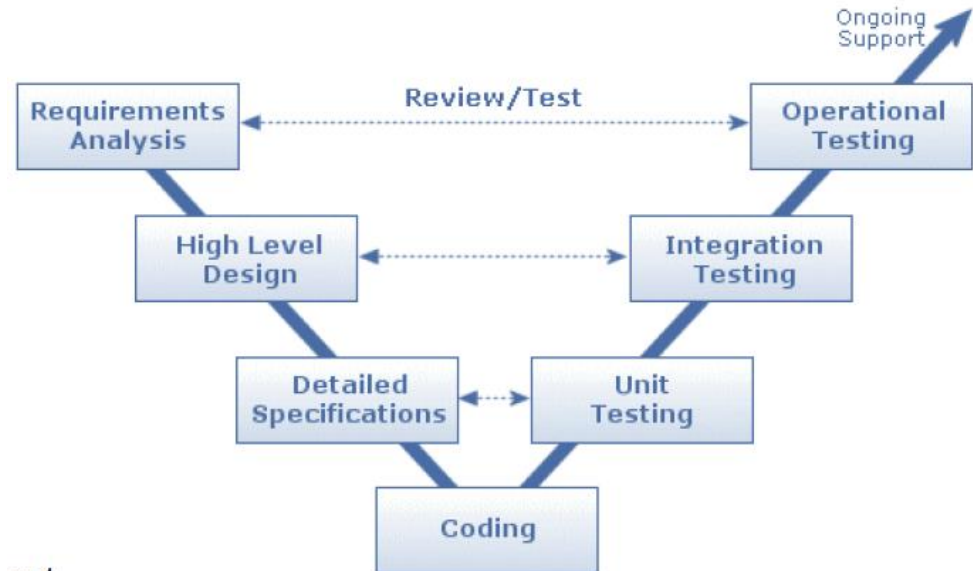 Ongoing
Support
Requirements
Analysis
Review/Test
Operational
Testing
High Level
Design
Integration
Testing
Detailed
Specifications
Unit
Testing
Coding